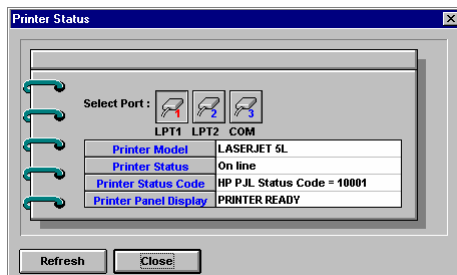 Printer Status
Select Port :
1 2 3
LPT1 LPT2 COM
Printer Model LASERJET 5L
Printer Status On line
Printer Status Code HP PJL Status Code = 10001
Printer Panel Display PRINTER READY
Refresh Close